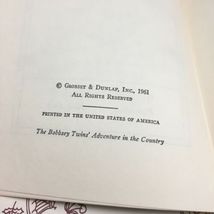 © Grosset & Dunlap, Inc., 1961
All Rights Reserved
PRINTED IN THE UNITED STATES OF AMERICA
The Bobbsey Twins' Adventure in the Country